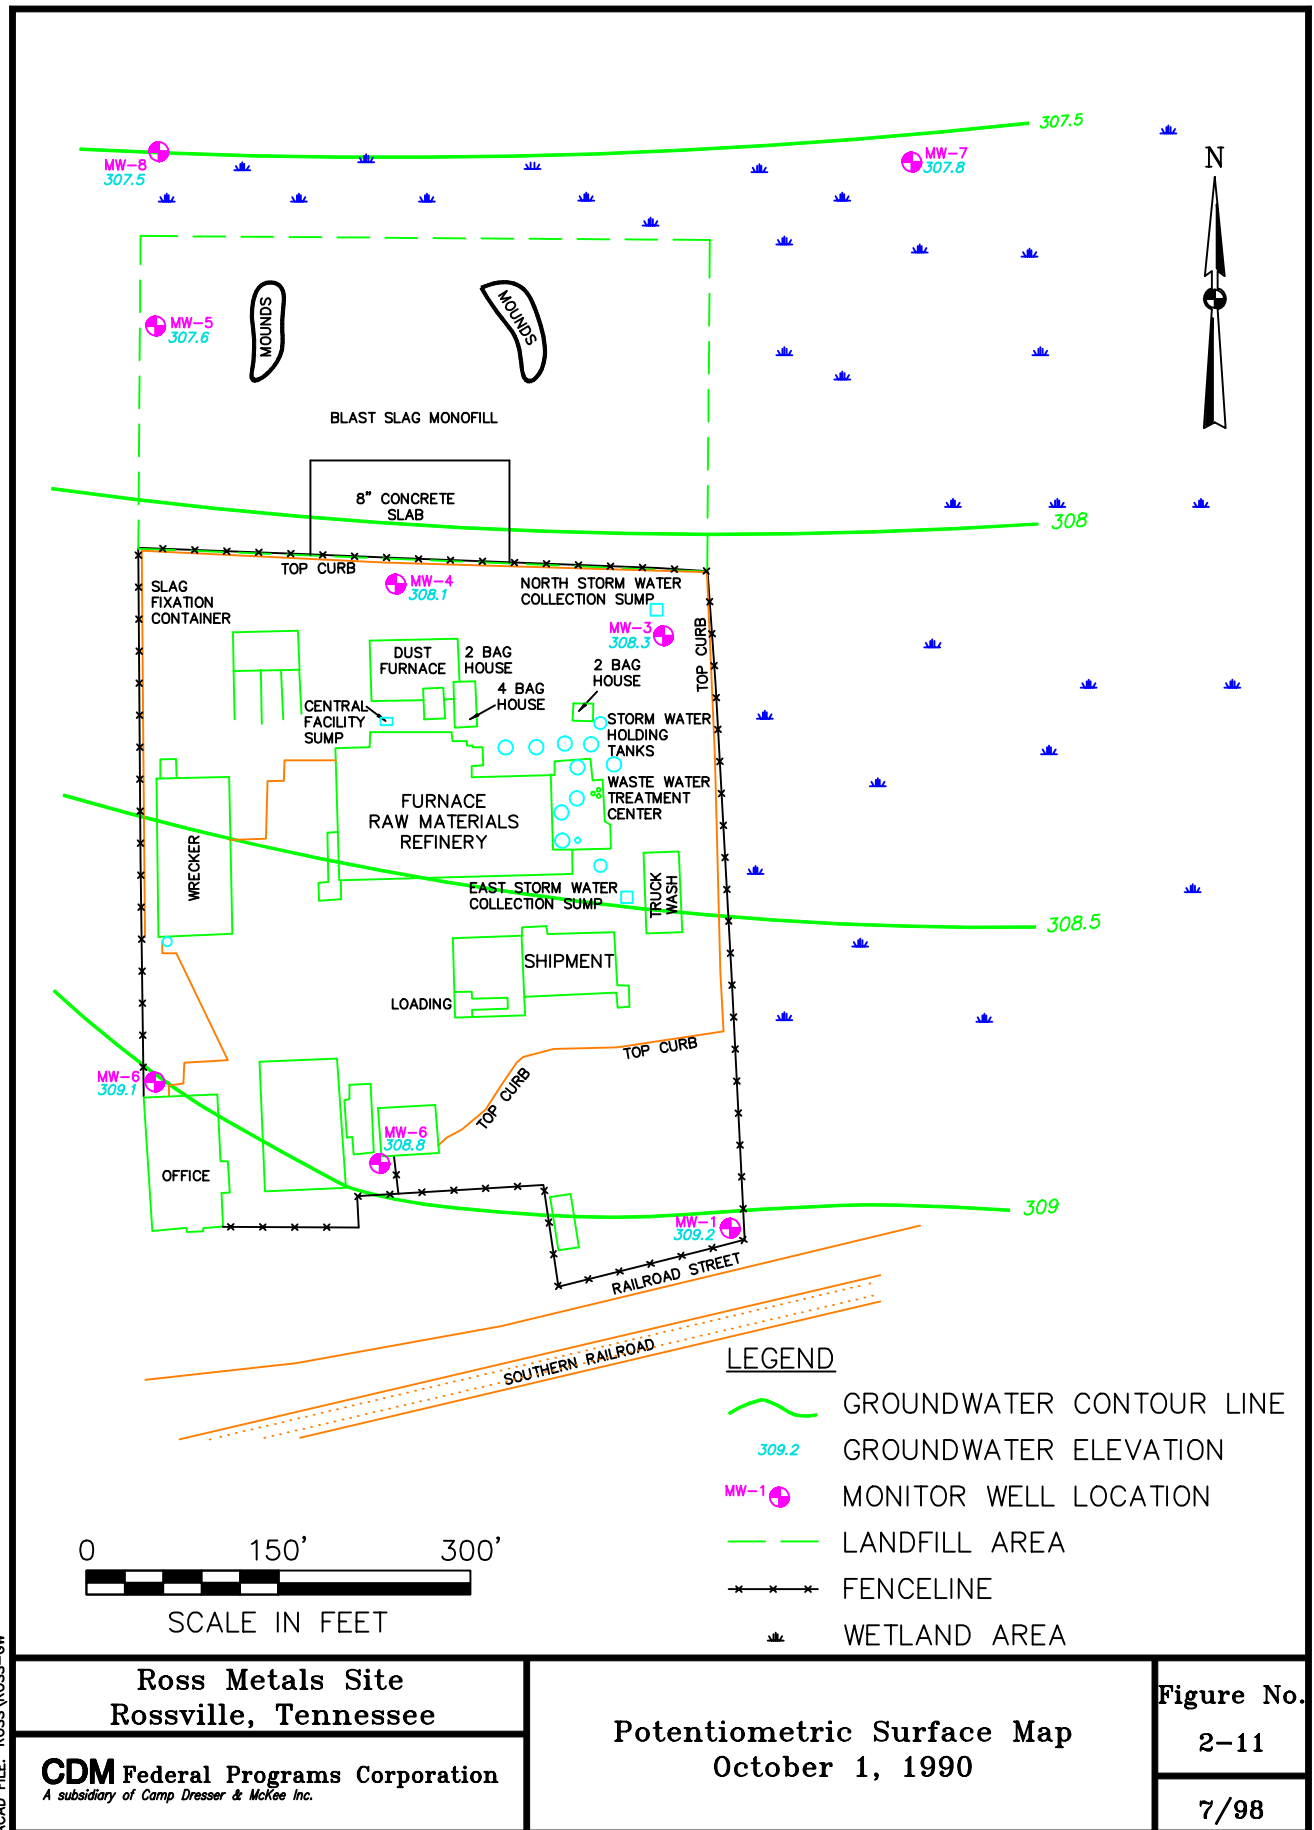 307.5
MW-8
307.5
MW-7
307.8
N
MOUNDS
MOUNDS
MW-5
307.6
BLAST SLAG MONOFILL
8" CONCRETE
SLAB
308
TOP CURB
MW-4
308.1
NORTH STORM WATER
COLLECTION SUMP
SLAG
FIXATION
CONTAINER
MW-3
308.3
TOP CURB
DUST
FURNACE
2 BAG
HOUSE
2 BAG
HOUSE
4 BAG
HOUSE
CENTRAL
FACILITY
SUMP
STORM WATER
HOLDING
TANKS
WASTE WATER
TREATMENT
CENTER
FURNACE
RAW MATERIALS
REFINERY
WRECKER
EAST STORM WATER
COLLECTION SUMP
TRUCK
WASH
308.5
SHIPMENT
LOADING
TOP CURB
TOP CURB
MW-6
309.1
MW-6
308.8
OFFICE
309
MW-1
309.2
RAILROAD STREET
SOUTHERN RAILROAD
LEGEND
GROUNDWATER CONTOUR LINE
309.2 GROUNDWATER ELEVATION
MW-1 MONITOR WELL LOCATION
LANDFILL AREA
FENCELINE
WETLAND AREA
0 150' 300'
SCALE IN FEET
Ross Metals Site
Rossville, Tennessee
CDM Federal Programs Corporation
A subsidiary of Camp Dresser & McKee Inc.
Potentiometric Surface Map
October 1, 1990
Figure No.
2-11
7/98